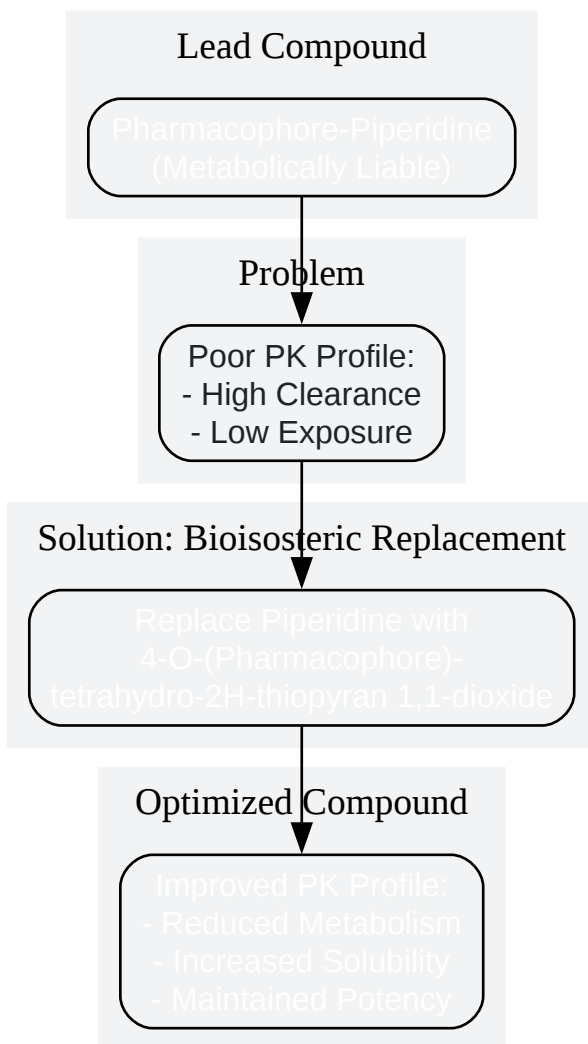 Lead Compound
Pharmacophore-Piperidine
(Metabolically Liable)
Problem
Poor PK Profile:
- High Clearance
- Low Exposure
Solution: Bioisosteric Replacement
Replace Piperidine with
4-O-(Pharmacophore)-
tetrahydro-2H-thiopyran 1,1-dioxide
Optimized Compound
Improved PK Profile:
- Reduced Metabolism
- Increased Solubility
- Maintained Potency